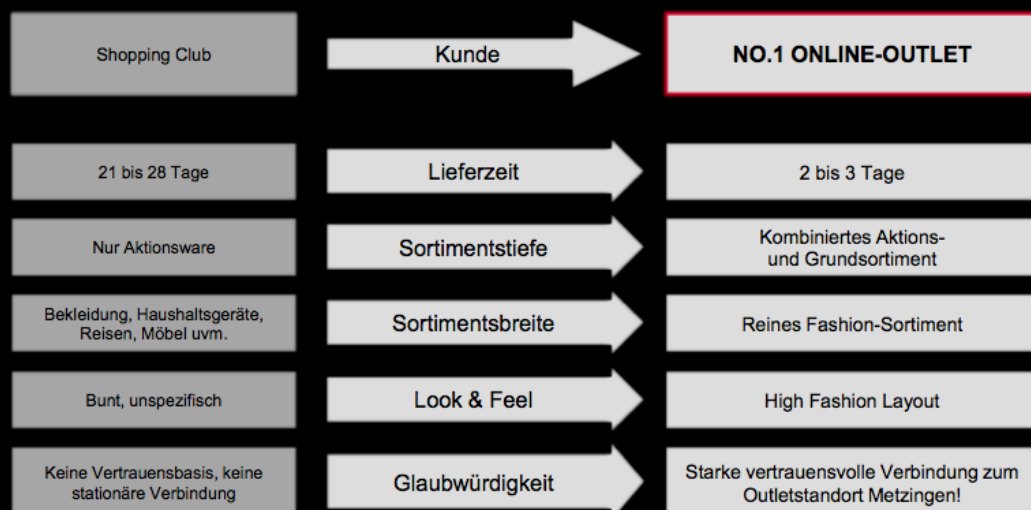 Shopping Club
Kunde
NO.1 ONLINE-OUTLET
21 bis 28 Tage
Lieferzeit
2 bis 3 Tage
Nur Aktionsware
Sortimentstiefe
Kombiniertes Aktions-
und Grundsortiment
Bekleidung, Haushaltsgeräte,
Reisen, Möbel uvm.
Sortimentsbreite
Reines Fashion-Sortiment
Bunt, unspezifisch
Look & Feel
High Fashion Layout
Keine Vertrauensbasis, keine
stationäre Verbindung
Glaubwürdigkeit
Starke vertrauensvolle Verbindung zum
Outletstandort Metzingen!